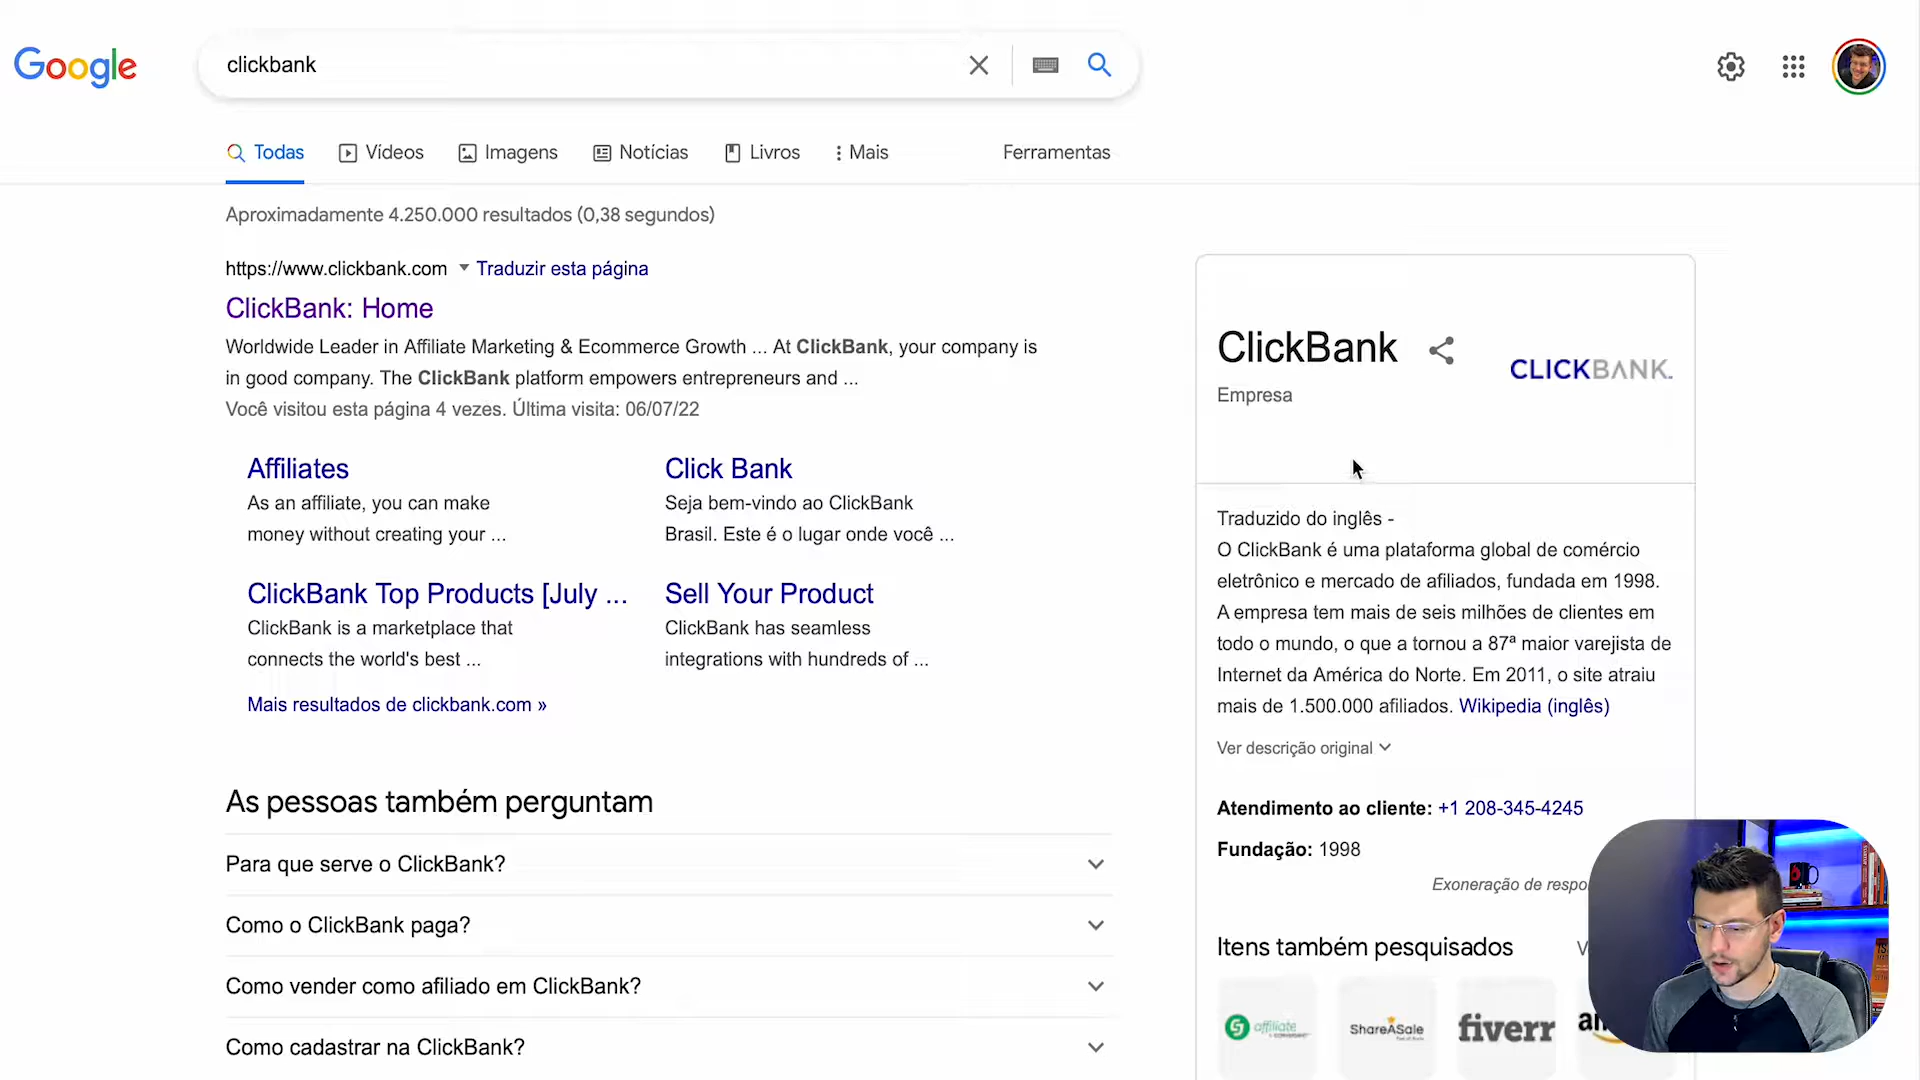 Google
clickbank
Todas
Vídeos
Imagens
Notícias
Livros
Mais
Ferramentas
Aproximadamente 4.250.000 resultados (0,38 segundos)
https://www.clickbank.com
Traduzir esta página
ClickBank: Home
Worldwide Leader in Affiliate Marketing & Ecommerce Growth ... At ClickBank, your company is
in good company. The ClickBank platform empowers entrepreneurs and ...
Você visitou esta página 4 vezes. Última visita: 06/07/22
Affiliates
As an affiliate, you can make
money without creating your ...
Click Bank
Seja bem-vindo ao ClickBank
Brasil. Este é o lugar onde você ...
ClickBank Top Products [July ...
ClickBank is a marketplace that
connects the world's best ...
Sell Your Product
ClickBank has seamless
integrations with hundreds of ...
Mais resultados de clickbank.com »
As pessoas também perguntam
Para que serve o ClickBank?
Como o ClickBank paga?
Como vender como afiliado em ClickBank?
Como cadastrar na ClickBank?
ClickBank
Empresa
CLICKBANK.
Traduzido do inglês -
O ClickBank é uma plataforma global de comércio
eletrônico e mercado de afiliados, fundada em 1998.
A empresa tem mais de seis milhões de clientes em
todo o mundo, o que a tornou a 87ª maior varejista de
Internet da América do Norte. Em 2011, o site atraiu
mais de 1.500.000 afiliados. Wikipedia (inglês)
Ver descrição original
Atendimento ao cliente: +1 208-345-4245
Fundação: 1998
Exoneração de respo
Itens também pesquisados
affiliate
ShareASale
fiverr